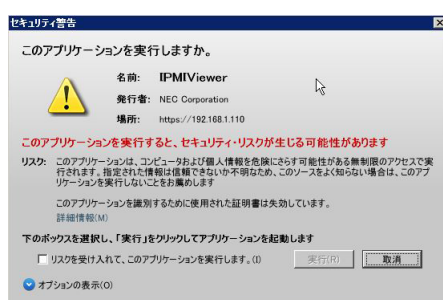 セキュリティ警告
このアプリケーションを実行しますか。
名前: IPMIViewer
発行者: NEC Corporation
場所: https://192.168.1.110
このアプリケーションを実行すると、セキュリティ・リスクが生じる可能性があります
リスク: このアプリケーションは、コンピュータおよび個人情報を危険にさらす可能性がある無制限のアクセスで実
行されます。指定された情報は信頼できないか不明なため、このソースをよく知らない場合は、このアプ
リケーションを実行しないことをお薦めします
このアプリケーションを識別するために使用された証明書は失効しています。
詳細情報(M)
下のボックスを選択し、「実行」をクリックしてアプリケーションを起動します
リスクを受け入れて、このアプリケーションを実行します。(I)
実行(R) 取消
オプションの表示(O)